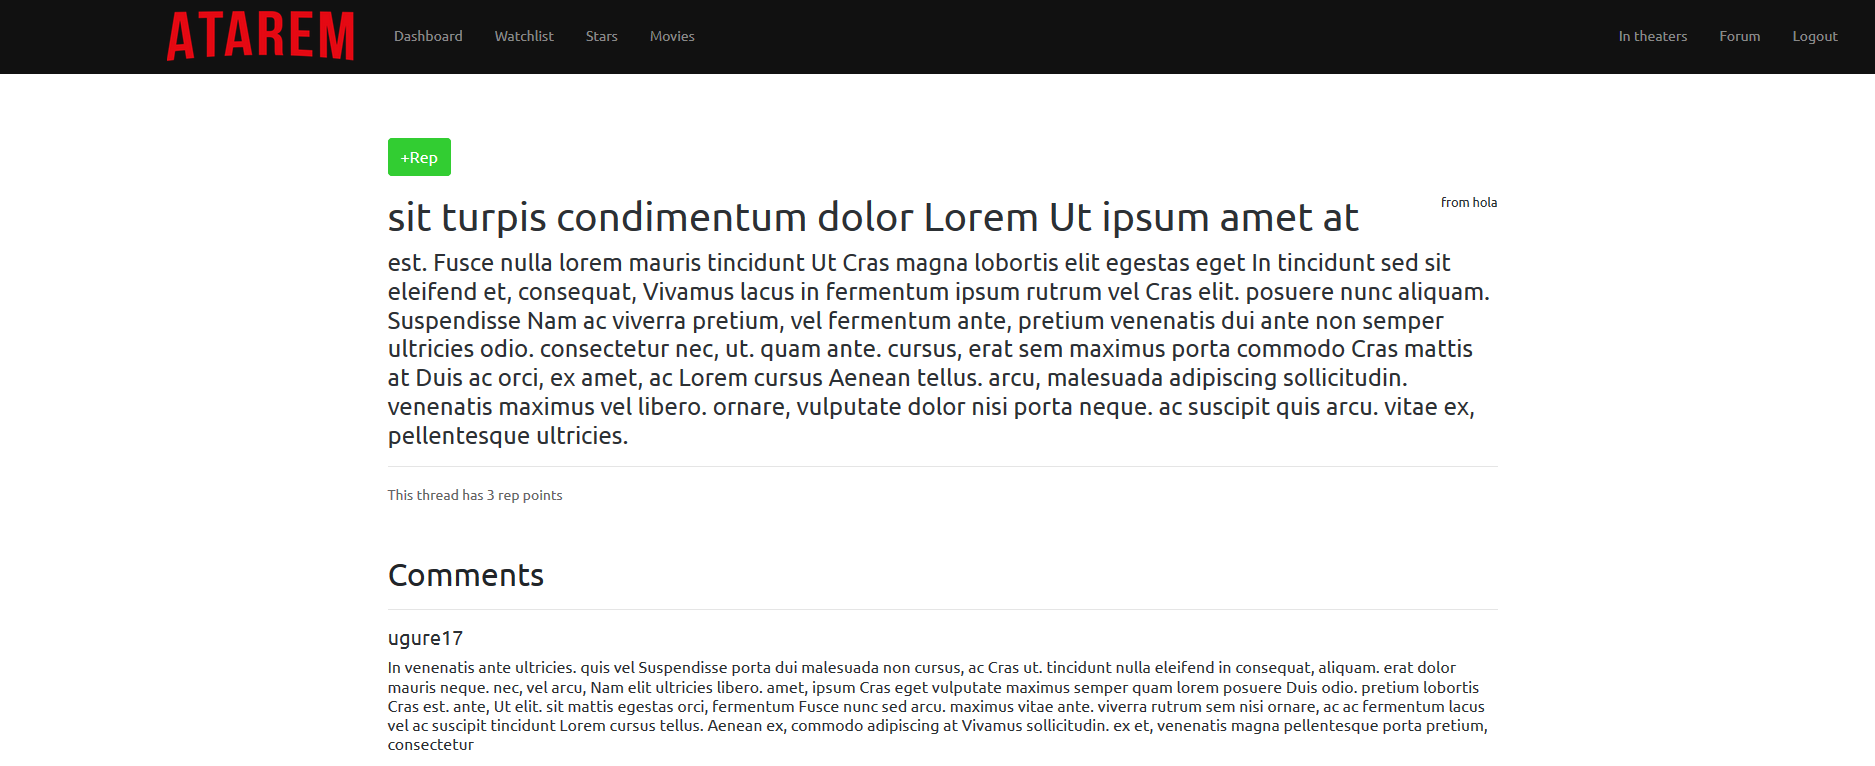 ATAREM
Dashboard
Watchlist
Stars
Movies
In theaters
Forum
Logout
+Rep
sit turpis condimentum dolor Lorem Ut ipsum amet at
from hola
est. Fusce nulla lorem mauris tincidunt Ut Cras magna lobortis elit egestas eget In tincidunt sed sit
eleifend et, consequat, Vivamus lacus in fermentum ipsum rutrum vel Cras elit. posuere nunc aliquam.
Suspendisse Nam ac viverra pretium, vel fermentum ante, pretium venenatis dui ante non semper
ultricies odio. consectetur nec, ut. quam ante. cursus, erat sem maximus porta commodo Cras mattis
at Duis ac orci, ex amet, ac Lorem cursus Aenean tellus. arcu, malesuada adipiscing sollicitudin.
venenatis maximus vel libero. ornare, vulputate dolor nisi porta neque. ac suscipit quis arcu. vitae ex,
pellentesque ultricies.
This thread has 3 rep points
Comments
ugure17
In venenatis ante ultricies. quis vel Suspendisse porta dui malesuada non cursus, ac Cras ut. tincidunt nulla eleifend in consequat, aliquam. erat dolor
mauris neque. nec, vel arcu, Nam elit ultricies libero. amet, ipsum Cras eget vulputate maximus semper quam lorem posuere Duis odio. pretium lobortis
Cras est. ante, Ut elit. sit mattis egestas orci, fermentum Fusce nunc sed arcu. maximus vitae ante. viverra rutrum sem nisi ornare, ac ac fermentum lacus
vel ac suscipit tincidunt Lorem cursus tellus. Aenean ex, commodo adipiscing at Vivamus sollicitudin. ex et, venenatis magna pellentesque porta pretium,
consectetur